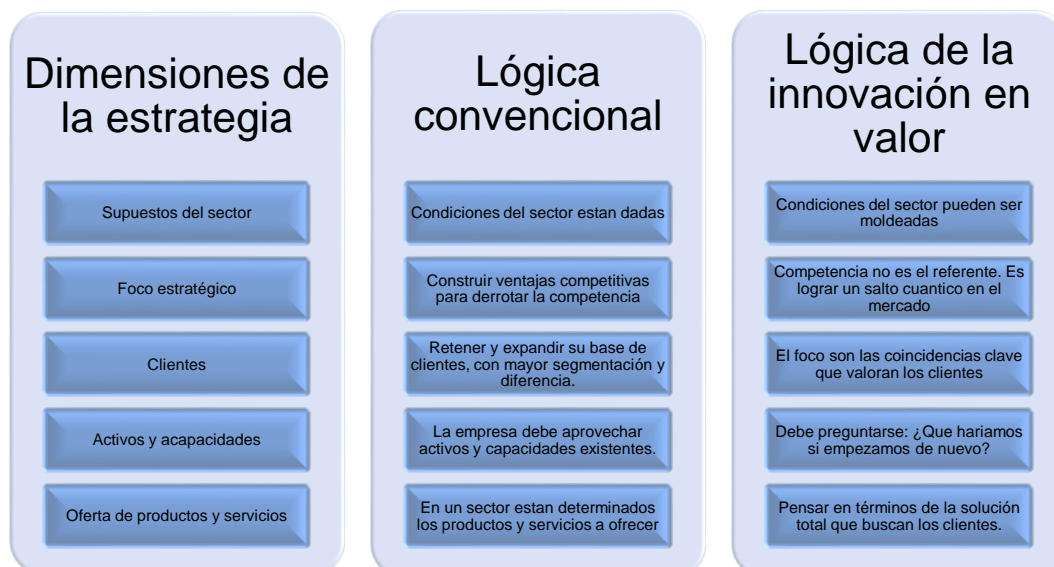 Dimensiones de
la estrategia
Supuestos del sector
Foco estratégico
Clientes
Activos y acapacidades
Oferta de productos y servicios
Lógica
convencional
Condiciones del sector estan dadas
Construir ventajas competitivas
para derrotar la competencia
Retener y expandir su base de
clientes, con mayor segmentación y
diferencia.
La empresa debe aprovechar
activos y capacidades existentes.
En un sector estan determinados
los productos y servicios a ofrecer
Lógica de la
innovación en
valor
Condiciones del sector pueden ser
moldeadas
Competencia no es el referente. Es
lograr un salto cuantico en el
mercado
El foco son las coincidencias clave
que valoran los clientes
Debe preguntarse: ¿Que hariamos
si empezamos de nuevo?
Pensar en términos de la solución
total que buscan los clientes.